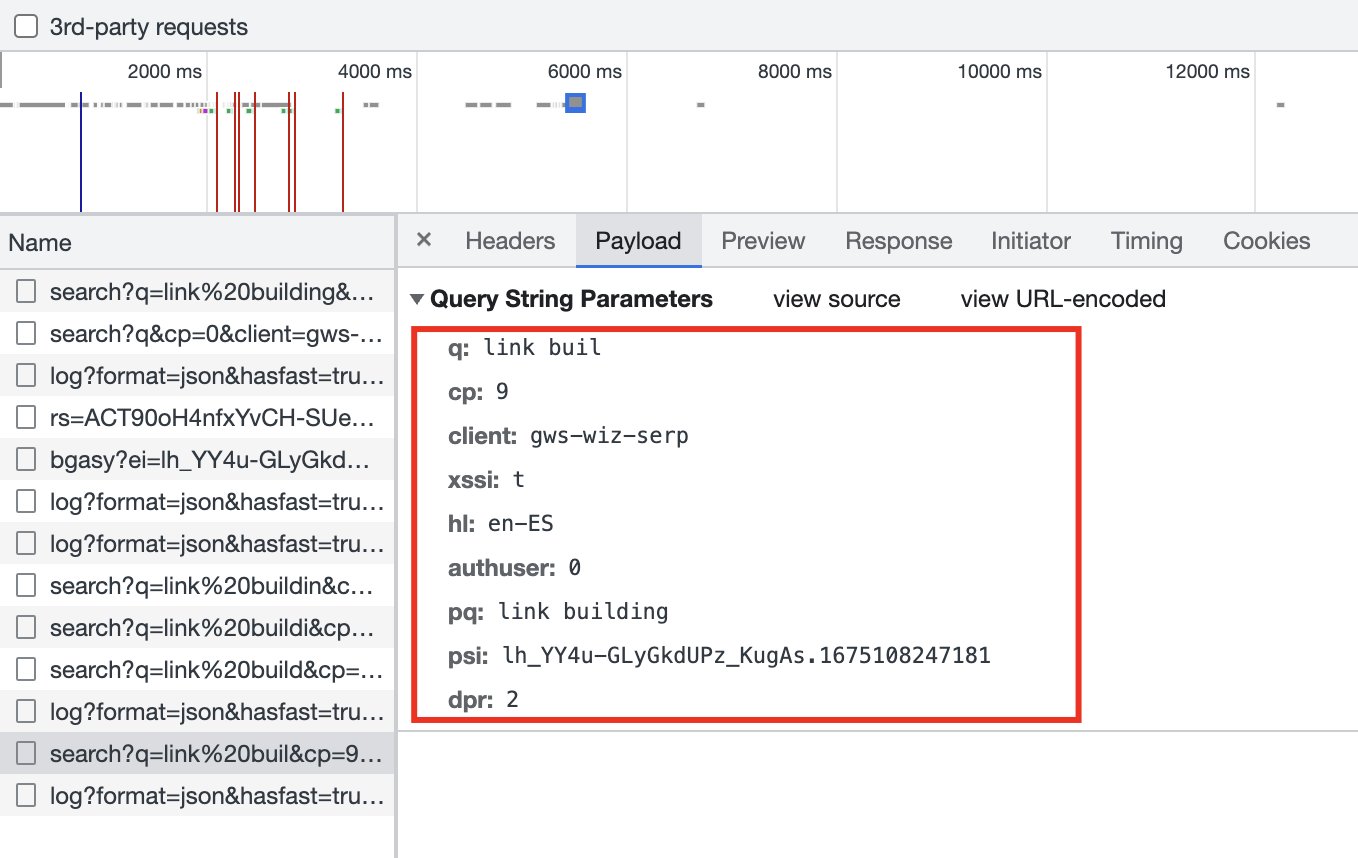 3rd-party requests
2000 ms 4000 ms 6000 ms 8000 ms 10000 ms 12000 ms
Name
search?q=link%20building&...
search?q&cp=0&client=gws-...
log?format=json&hasfast=tru...
rs=ACT90oH4nfxYvCH-SUe...
bgasy?ei=lh_YY4u-GLyGkd...
log?format=json&hasfast=tru...
log?format=json&hasfast=tru...
search?q=link%20buildin&c...
search?q=link%20buildi&cp...
search?q=link%20build&cp=...
log?format=json&hasfast=tru...
search?q=link%20buil&cp=9...
log?format=json&hasfast=tru...
× Headers Payload Preview Response Initiator Timing Cookies
Query String Parameters view source view URL-encoded
q: link buil
cp: 9
client: gws-wiz-serp
xssi: t
hl: en-ES
authuser: 0
pq: link building
psi: lh_YY4u-GLyGkdUPz_KugAs.1675108247181
dpr: 2